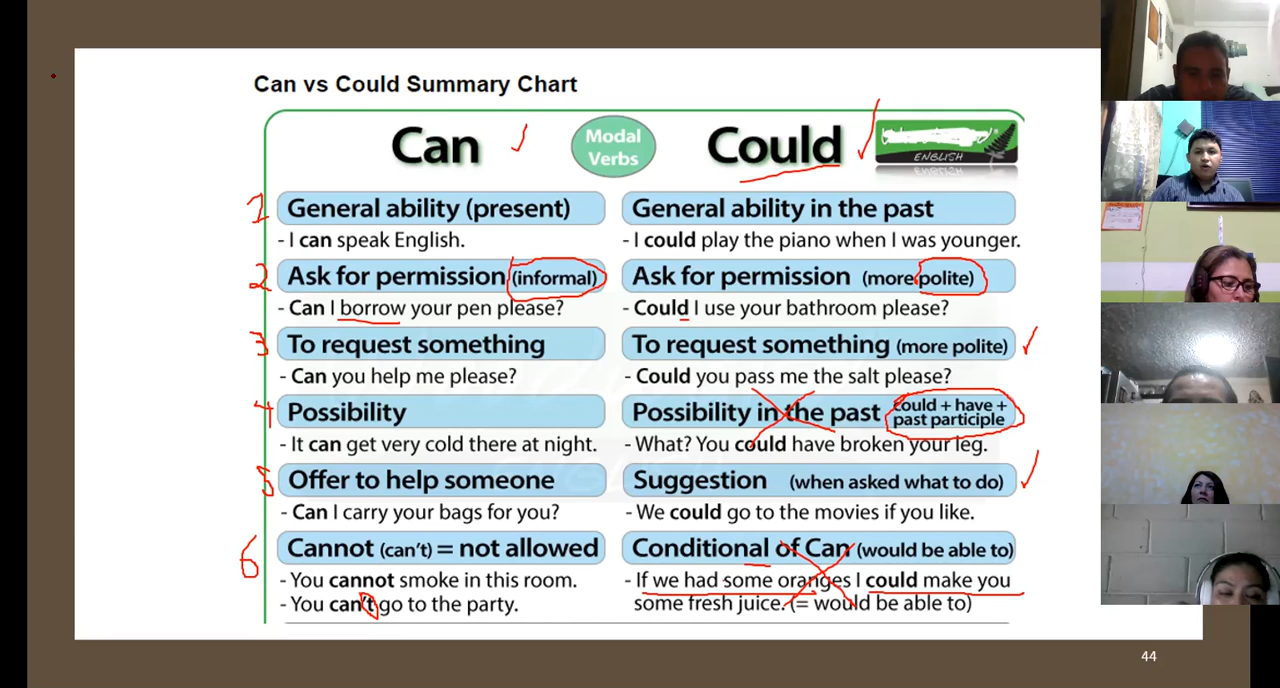 Can vs Could Summary Chart
Can
Modal
Verbs
Could
ENGLISH
1 General ability (present)
General ability in the past
- I can speak English.
- I could play the piano when I was younger.
2 Ask for permission (informal)
Ask for permission (more polite)
- Can I borrow your pen please?
- Could I use your bathroom please?
3 To request something
To request something (more polite)
- Can you help me please?
- Could you pass me the salt please?
4 Possibility
Possibility in the past could + have +
past participle
- It can get very cold there at night.
- What? You could have broken your leg.
5 Offer to help someone
Suggestion (when asked what to do)
- Can I carry your bags for you?
- We could go to the movies if you like.
6 Cannot (can't) = not allowed
Conditional of Can (would be able to)
- You cannot smoke in this room.
- If we had some oranges I could make you
- You can't go to the party.
some fresh juice. (= would be able to)
44